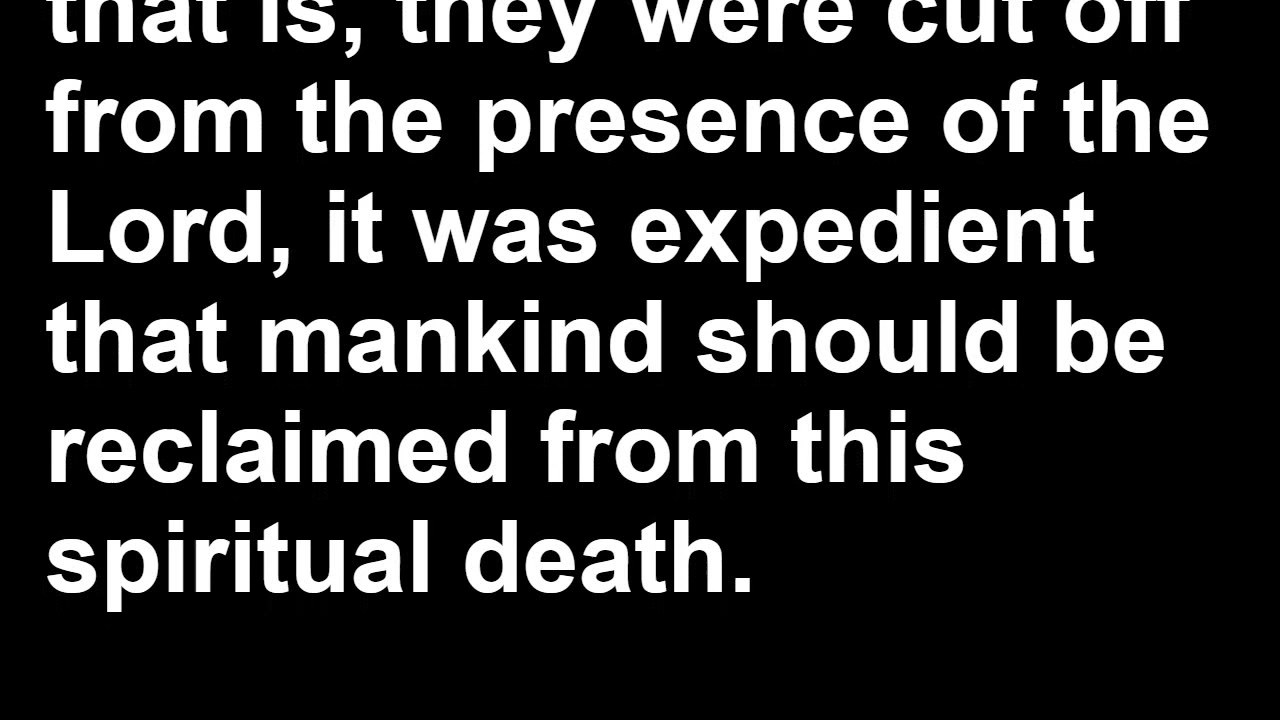 that is, they were cut off
from the presence of the
Lord, it was expedient
that mankind should be
reclaimed from this
spiritual death.